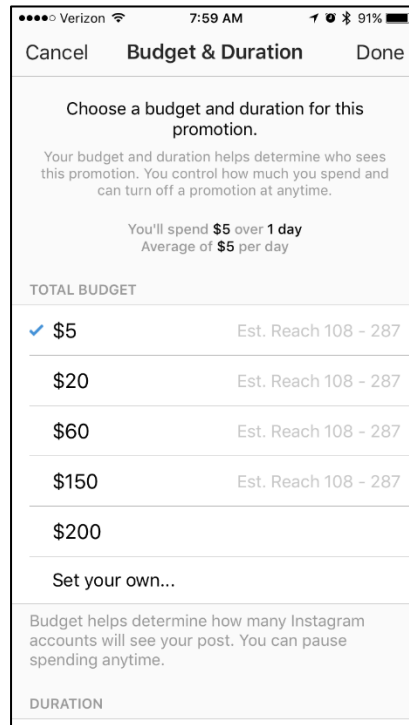 Verizon 7:59 AM 91%
Cancel Budget & Duration Done
Choose a budget and duration for this
promotion.
Your budget and duration helps determine who sees
this promotion. You control how much you spend and
can turn off a promotion at anytime.
You'll spend $5 over 1 day
Average of $5 per day
TOTAL BUDGET
$5 Est. Reach 108 - 287
$20 Est. Reach 108 - 287
$60 Est. Reach 108 - 287
$150 Est. Reach 108 - 287
$200
Set your own...
Budget helps determine how many Instagram
accounts will see your post. You can pause
spending anytime.
DURATION